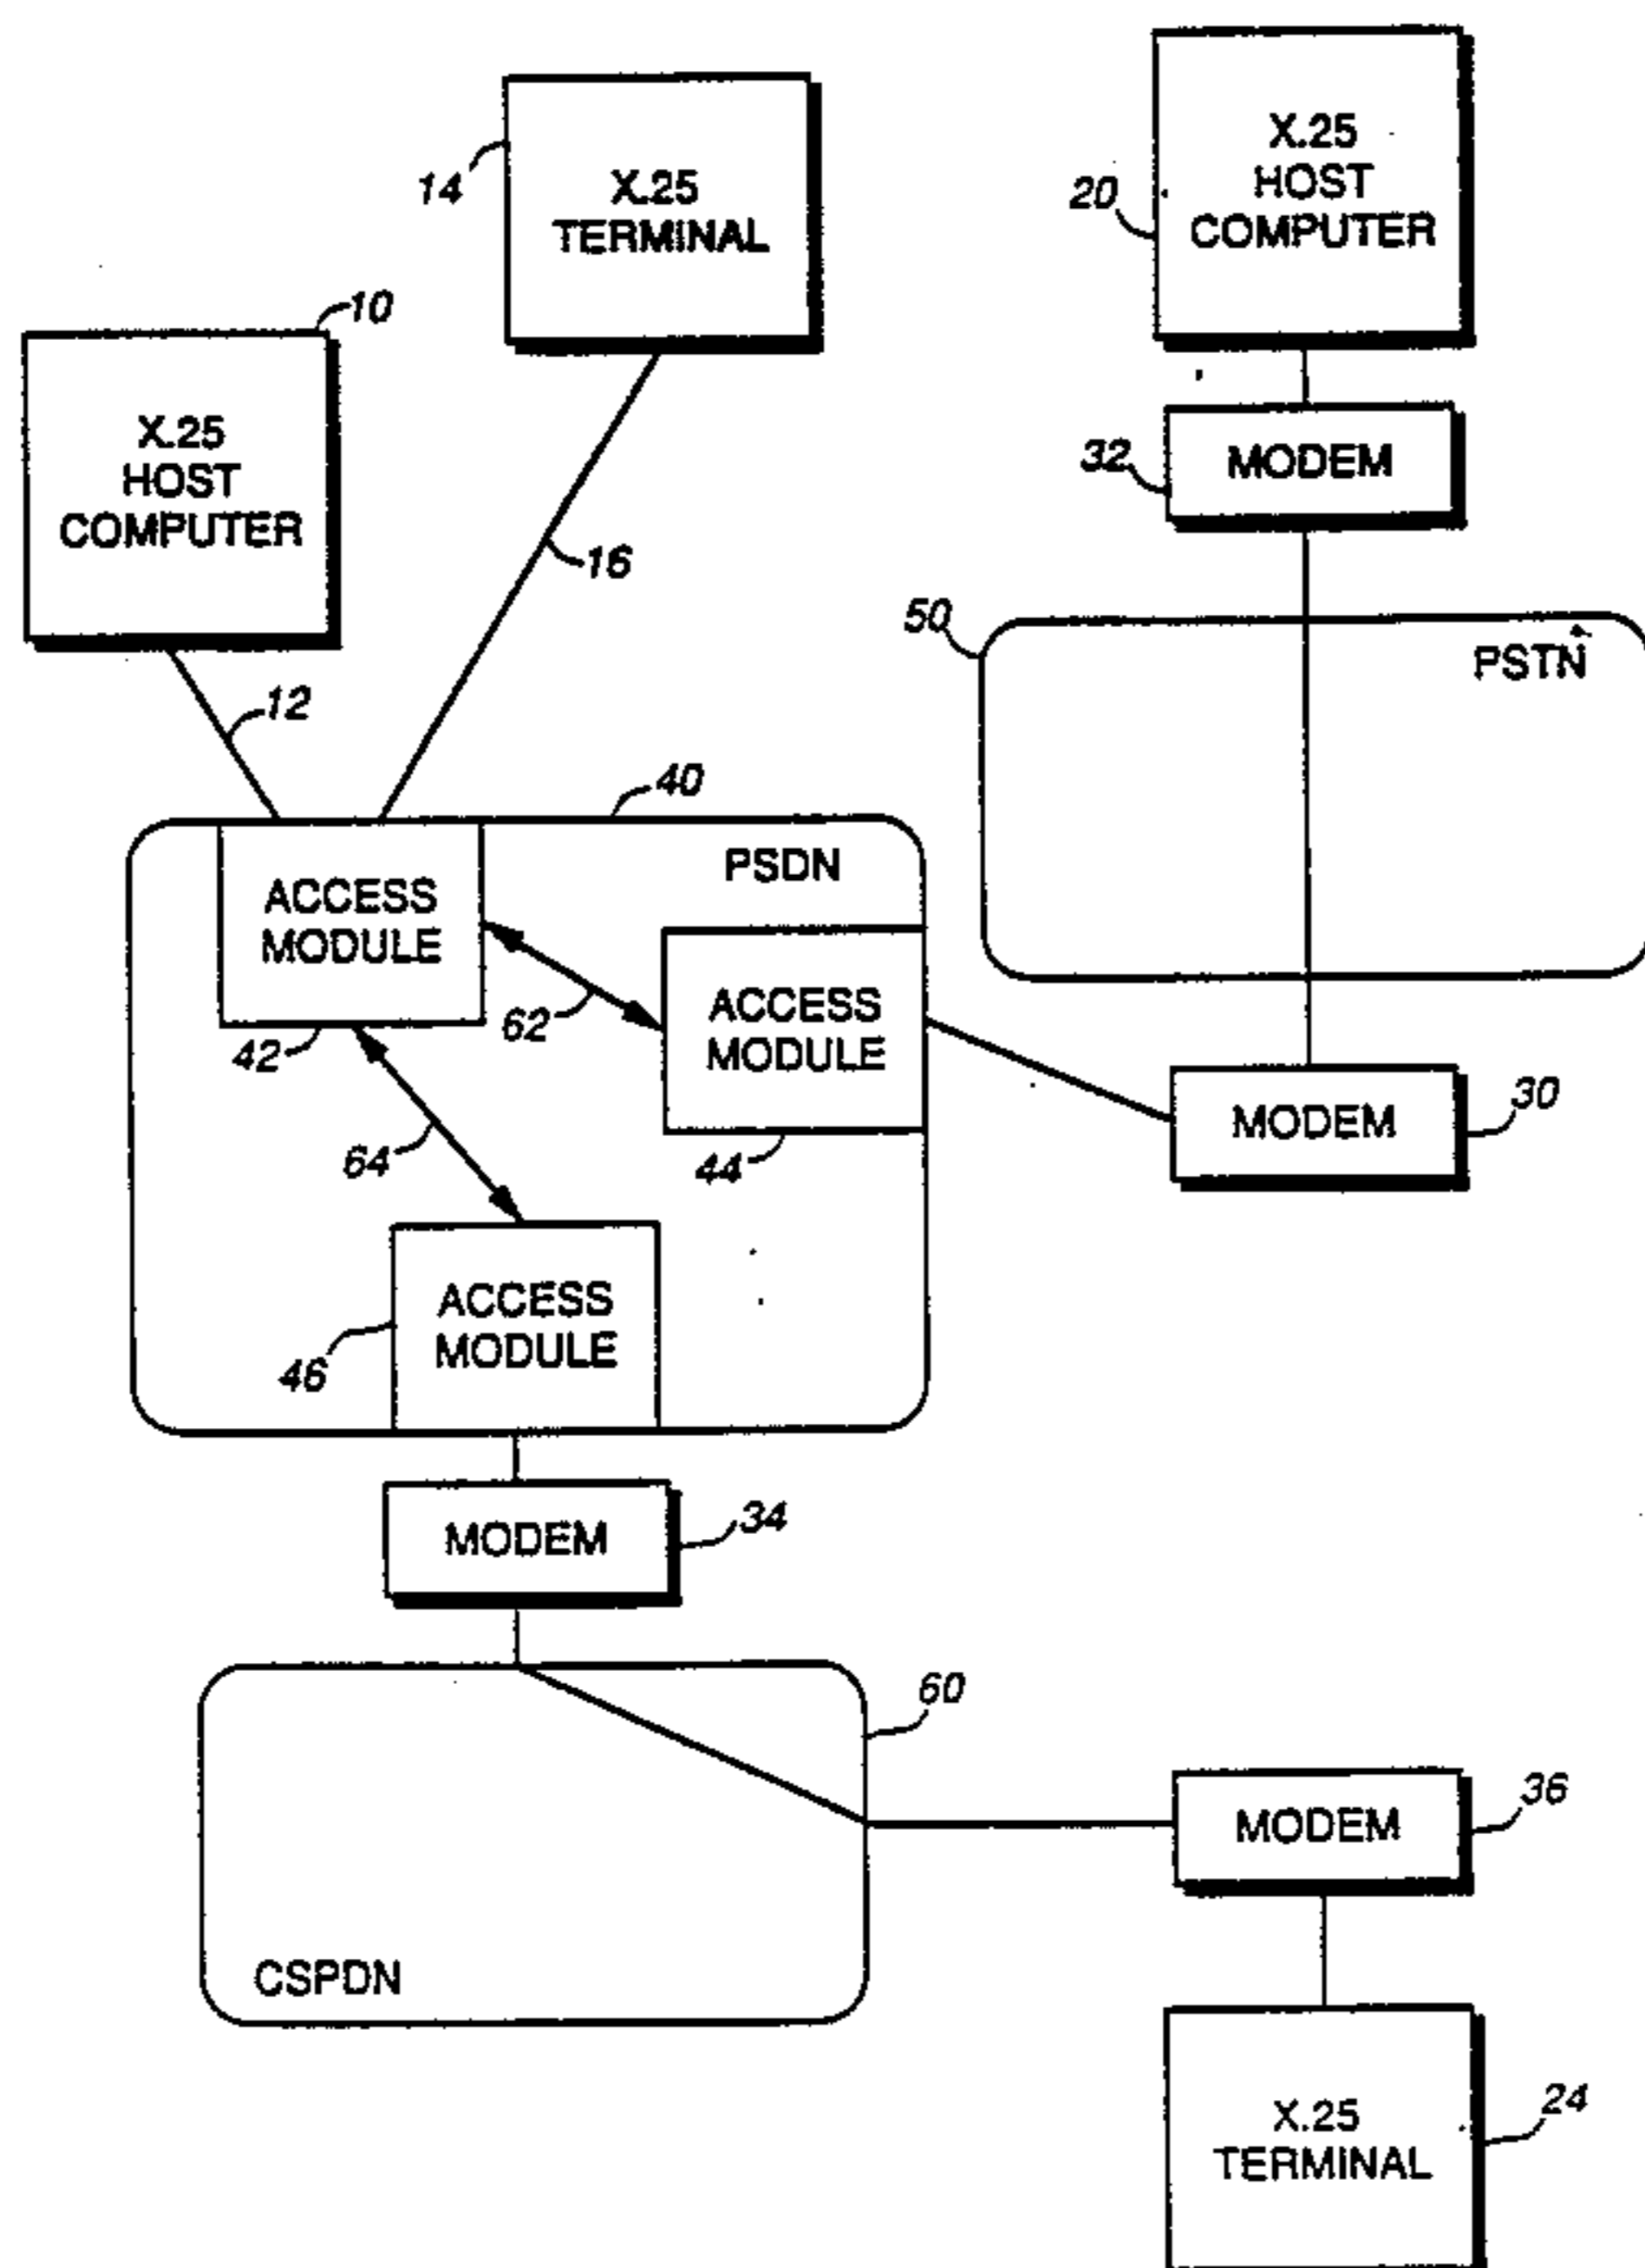 X.25
HOST
COMPUTER
20
14
X.25
TERMINAL
10
X.25
HOST
COMPUTER
32
MODEM
16
12
50
PSTN
40
PSDN
ACCESS
MODULE
42
62
ACCESS
MODULE
44
64
MODEM
30
ACCESS
MODULE
46
MODEM
34
60
CSPDN
MODEM
36
X.25
TERMINAL
24